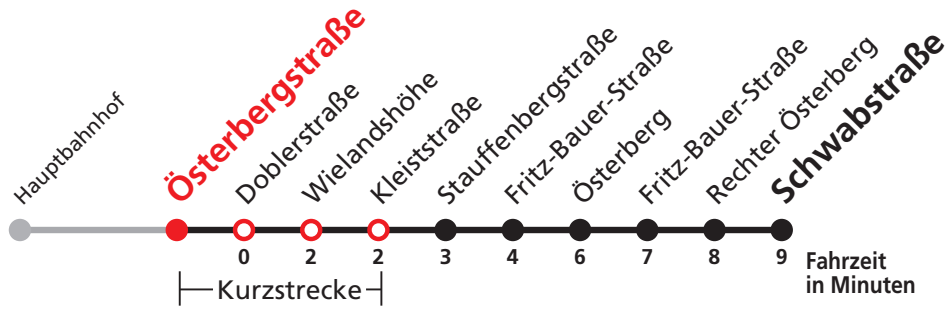 Hauptbahnhof
Österbergstraße
Doblerstraße
Wielandshöhe
Kleiststraße
Stauffenbergstraße
Fritz-Bauer-Straße
Österberg
Fritz-Bauer-Straße
Rechter Österberg
Schwabstraße
0 2 2 3 4 6 7 8 9
Fahrzeit
in Minuten
Kurzstrecke